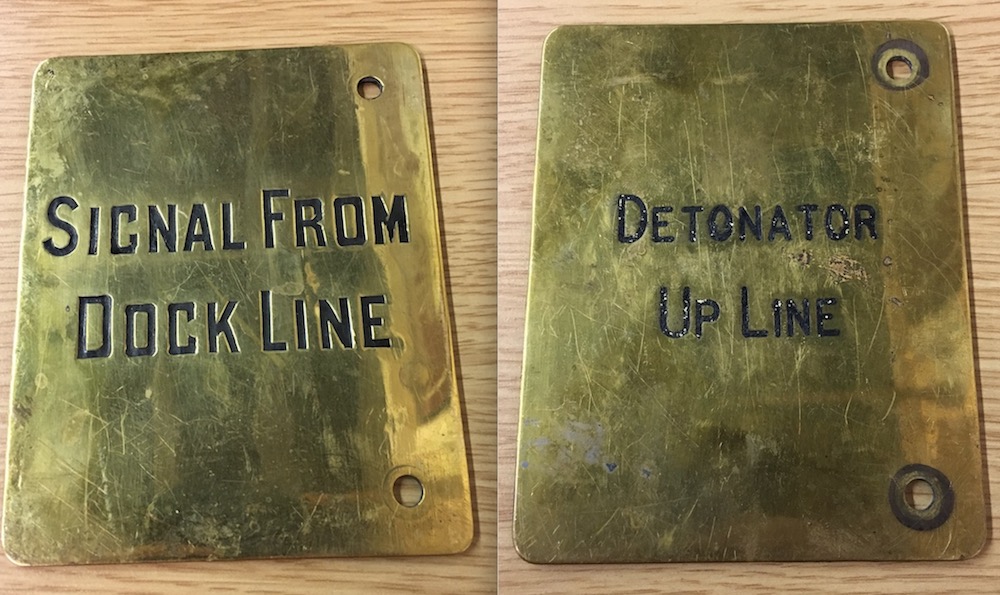 SIGNAL FROM
DOCK LINE
DETONATOR
UP LINE